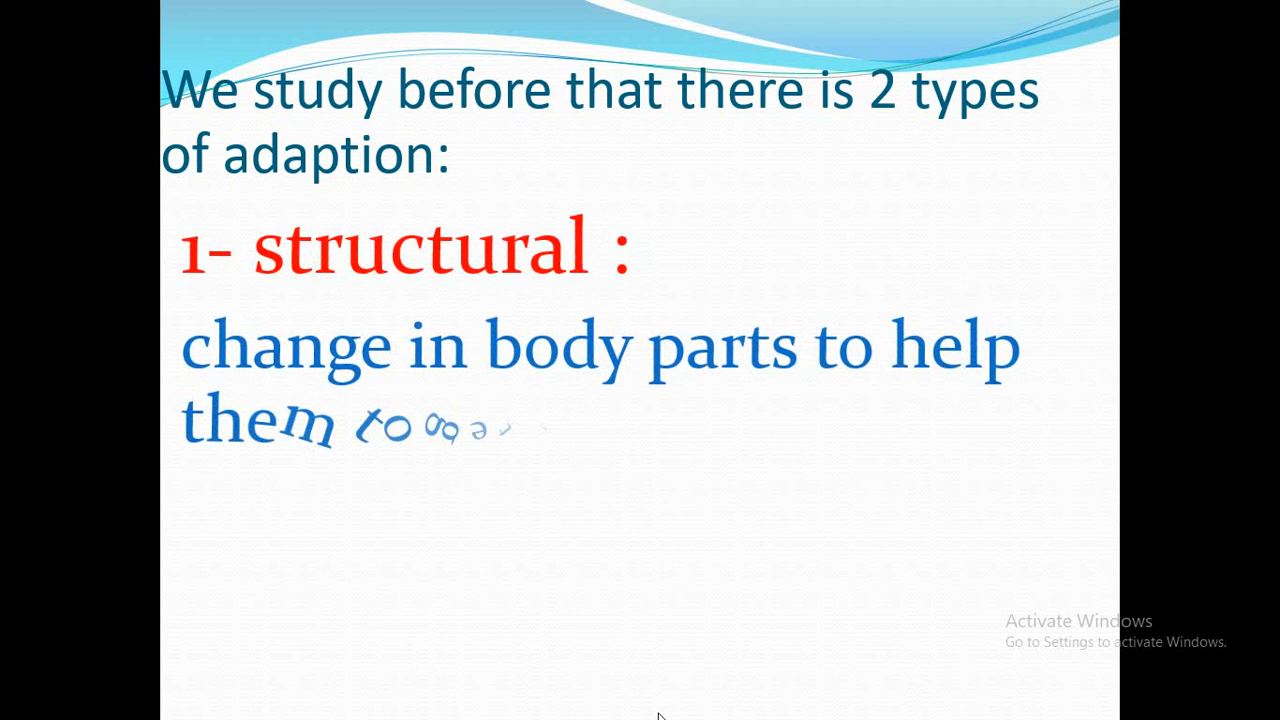 We study before that there is 2 types
of adaption:
1- structural :
change in body parts to help
them to
Activate Windows
Go to Settings to activate Windows.